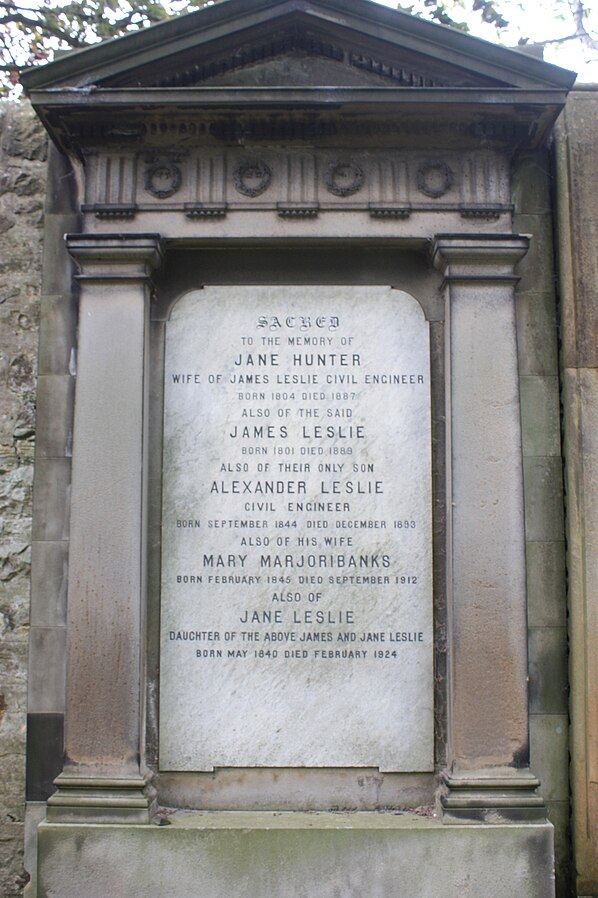 SACRED
TO THE MEMORY OF
JANE HUNTER
WIFE OF JAMES LESLIE CIVIL ENGINEER
BORN 1804 DIED 1887
ALSO OF THE SAID
JAMES LESLIE
BORN 1801 DIED 1889
ALSO OF THEIR ONLY SON
ALEXANDER LESLIE
CIVIL ENGINEER
BORN SEPTEMBER 1844 DIED DECEMBER 1893
ALSO OF HIS WIFE
MARY MARJORIBANKS
BORN FEBRUARY 1845 DIED SEPTEMBER 1912
ALSO OF
JANE LESLIE
DAUGHTER OF THE ABOVE JAMES AND JANE LESLIE
BORN MAY 1840 DIED FEBRUARY 1924